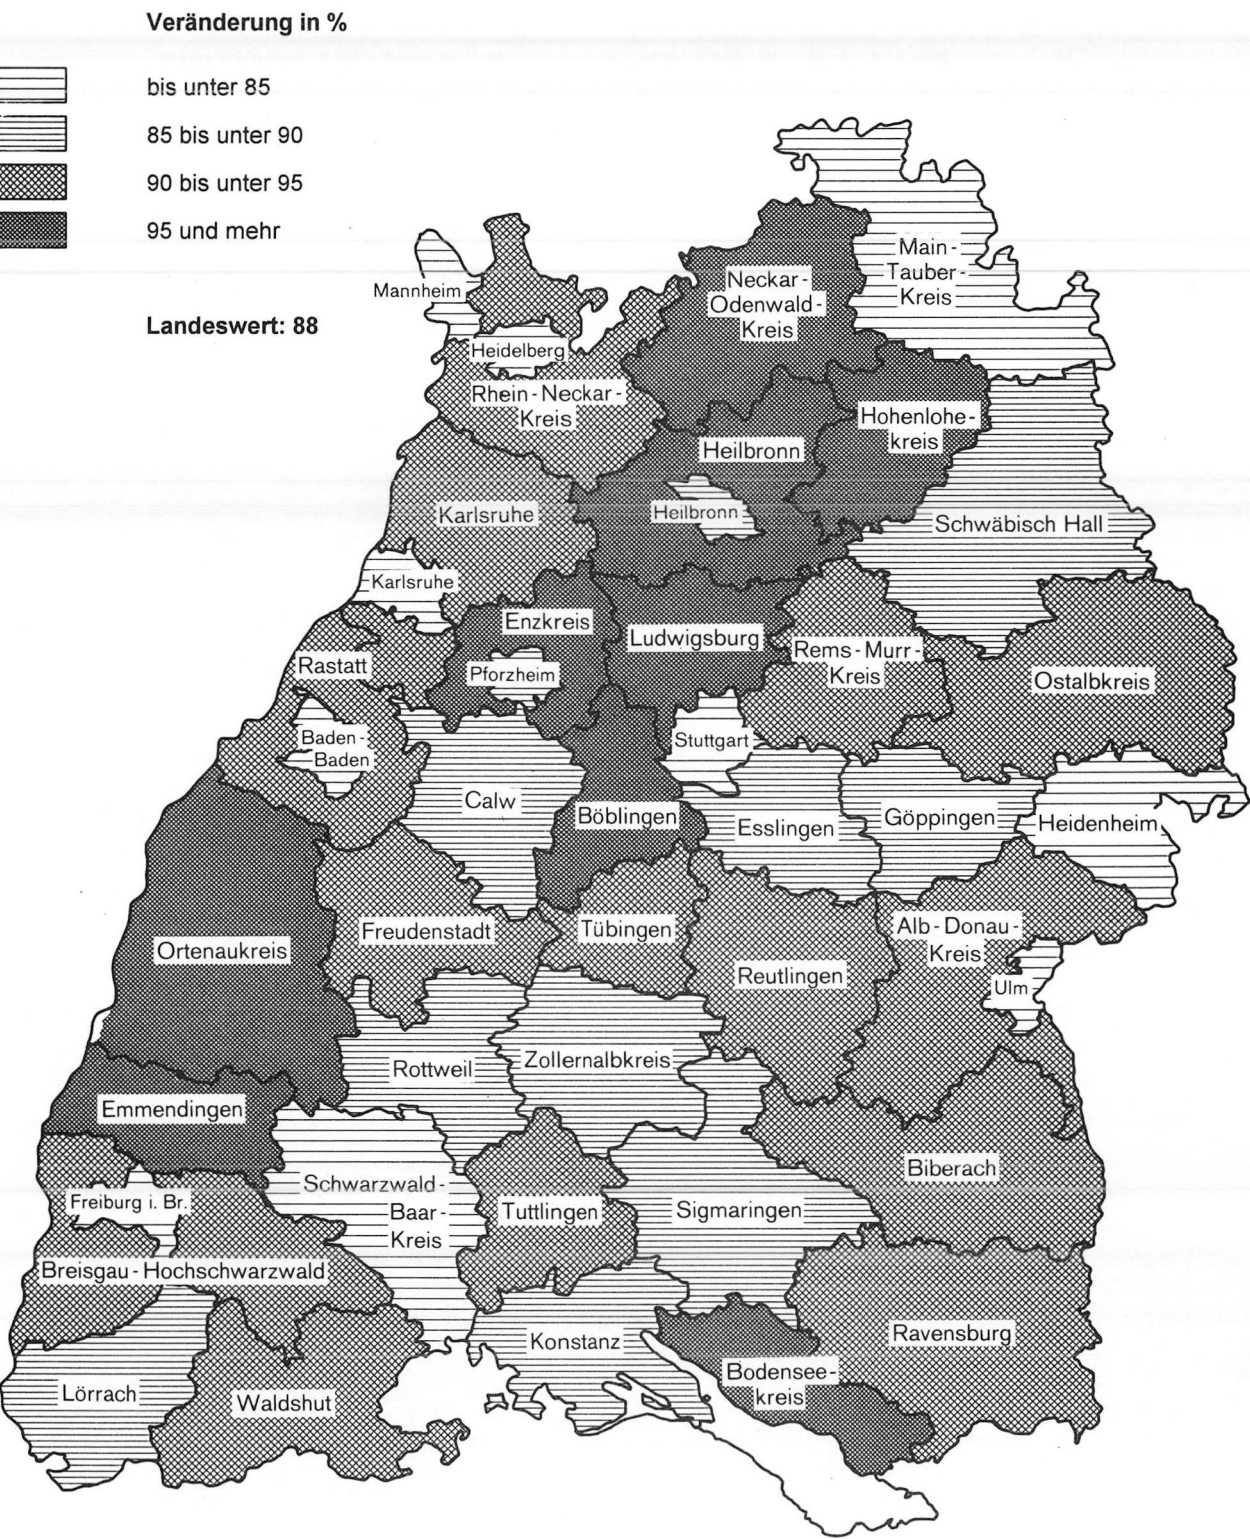 Veränderung in %
bis unter 85
85 bis unter 90
90 bis unter 95
95 und mehr
Landeswert: 88
Main-
Tauber-
Kreis
Neckar-
Odenwald-
Kreis
Mannheim
Heidelberg
Rhein-Neckar-
Kreis
Hohenlohe-
kreis
Heilbronn
Heilbronn
Karlsruhe
Schwäbisch Hall
Karlsruhe
Enzkreis
Ludwigsburg
Rems-Murr-
Kreis
Rastatt
Pforzheim
Ostalbkreis
Baden-
Baden
Stuttgart
Calw
Böblingen
Esslingen
Göppingen
Heidenheim
Ortenaukreis
Freudenstadt
Tübingen
Reutlingen
Alb-Donau-
Kreis
Ulm
Rottweil
Zollernalbkreis
Emmendingen
Biberach
Freiburg i. Br.
Schwarzwald-
Baar-
Kreis
Tuttlingen
Sigmaringen
Breisgau-Hochschwarzwald
Konstanz
Ravensburg
Lörrach
Waldshut
Bodensee-
kreis